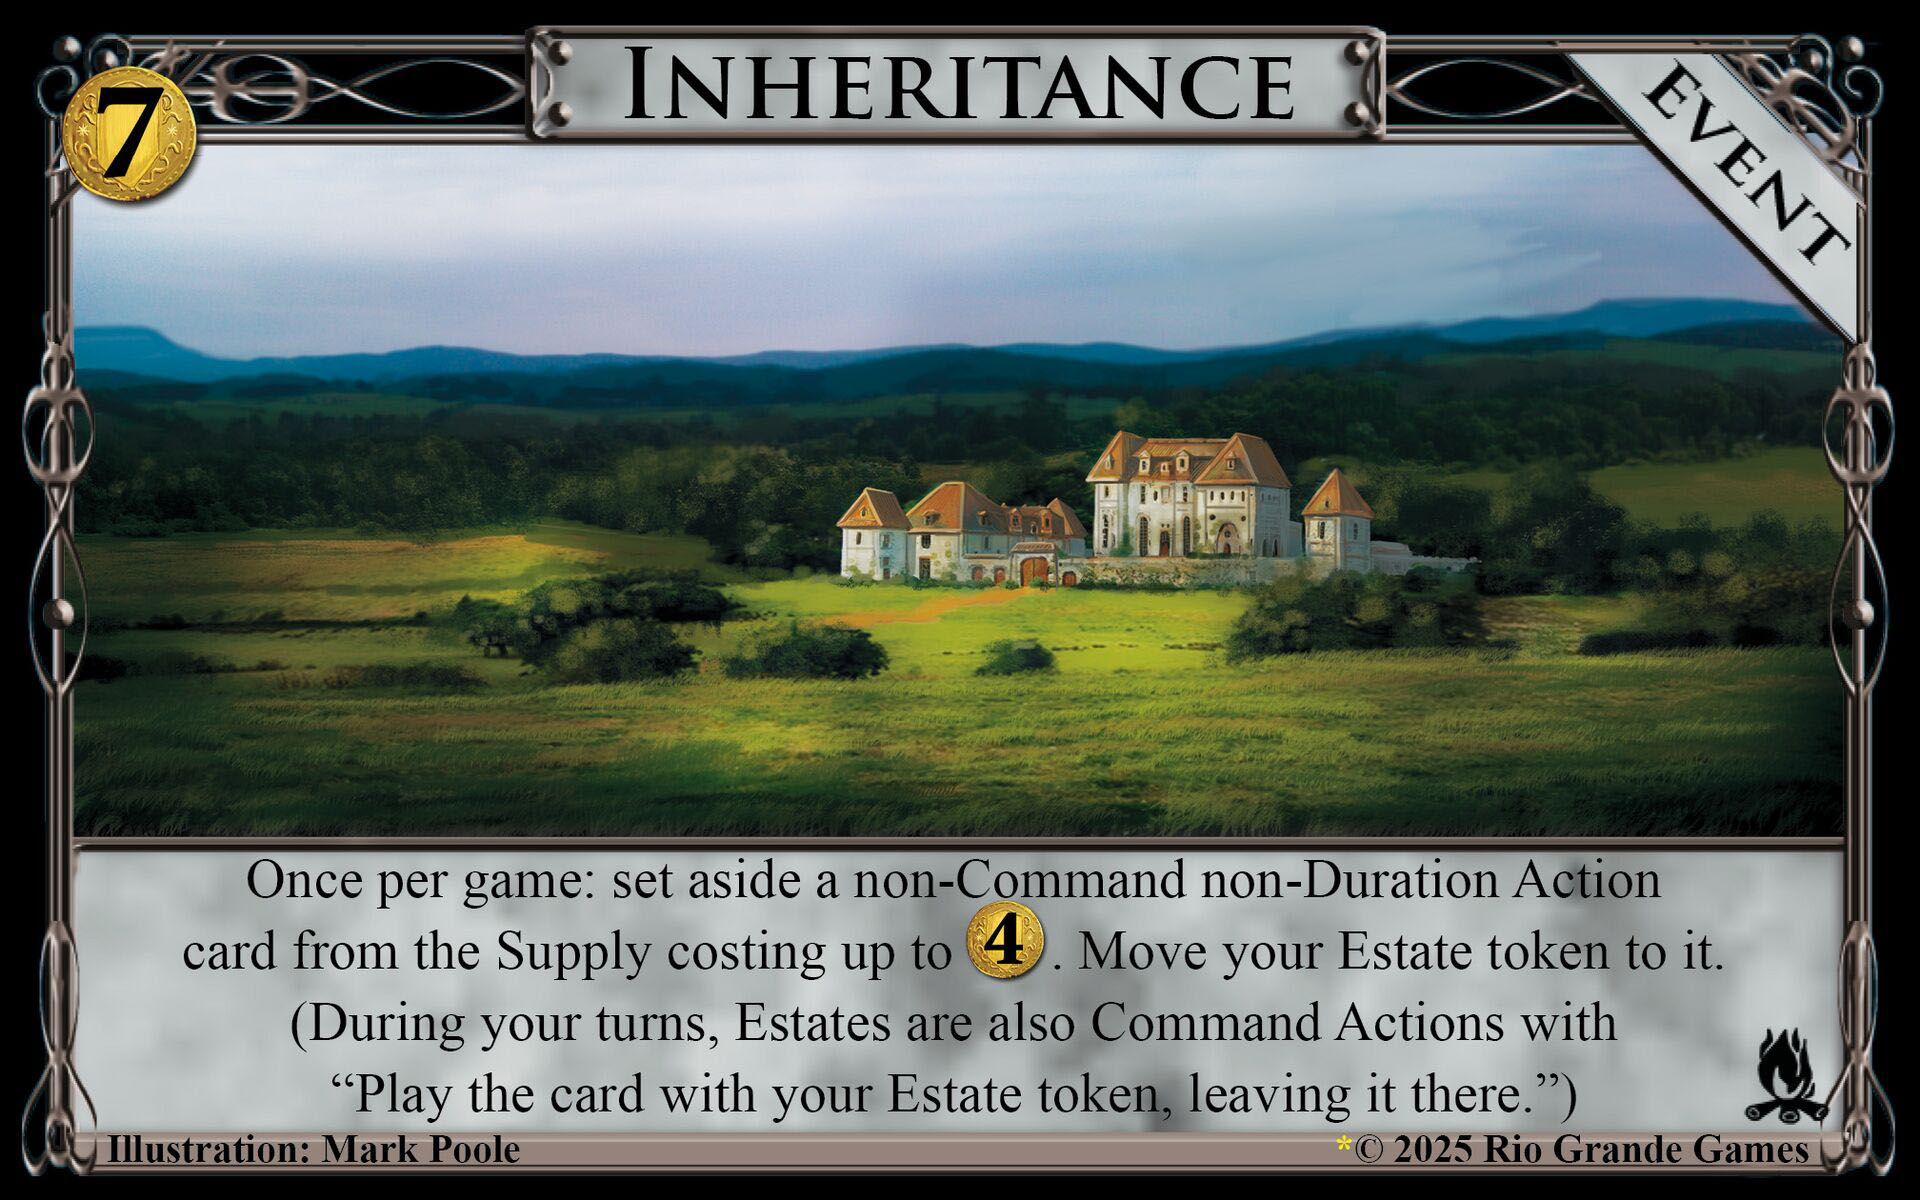 7
INHERITANCE
EVENT
Once per game: set aside a non-Command non-Duration Action
card from the Supply costing up to 4. Move your Estate token to it.
(During your turns, Estates are also Command Actions with
“Play the card with your Estate token, leaving it there.”)
Illustration: Mark Poole
*© 2025 Rio Grande Games